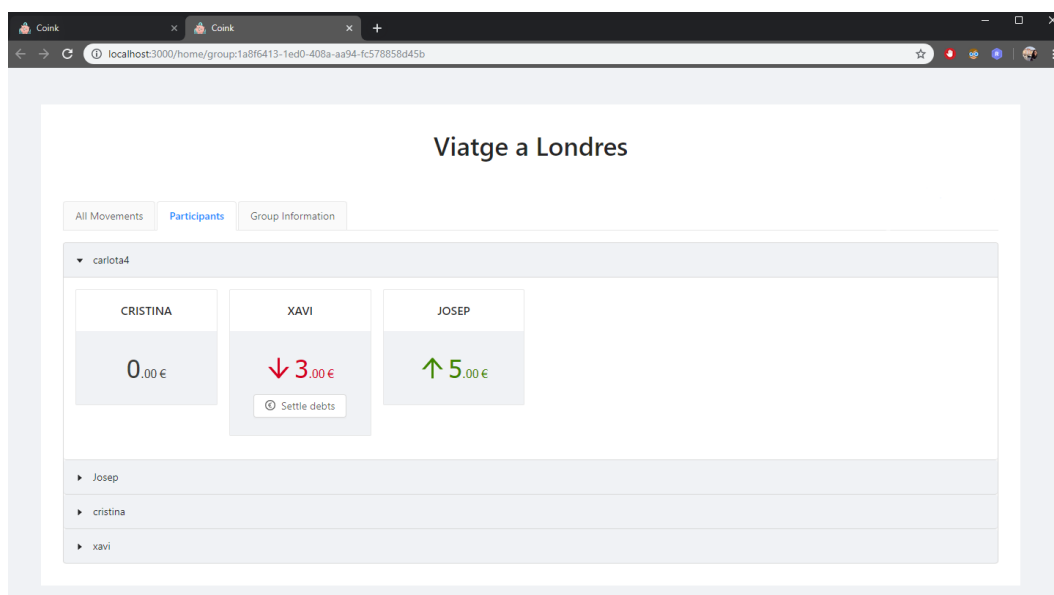 Coink
Coink
localhost:3000/home/group:1a8f6413-1ed0-408a-aa94-fc578858d45b
Viatge a Londres
All Movements Participants Group Information
carlota4
CRISTINA XAVI JOSEP
0.00 € 3.00 € 5.00 €
Settle debts
Josep
cristina
xavi